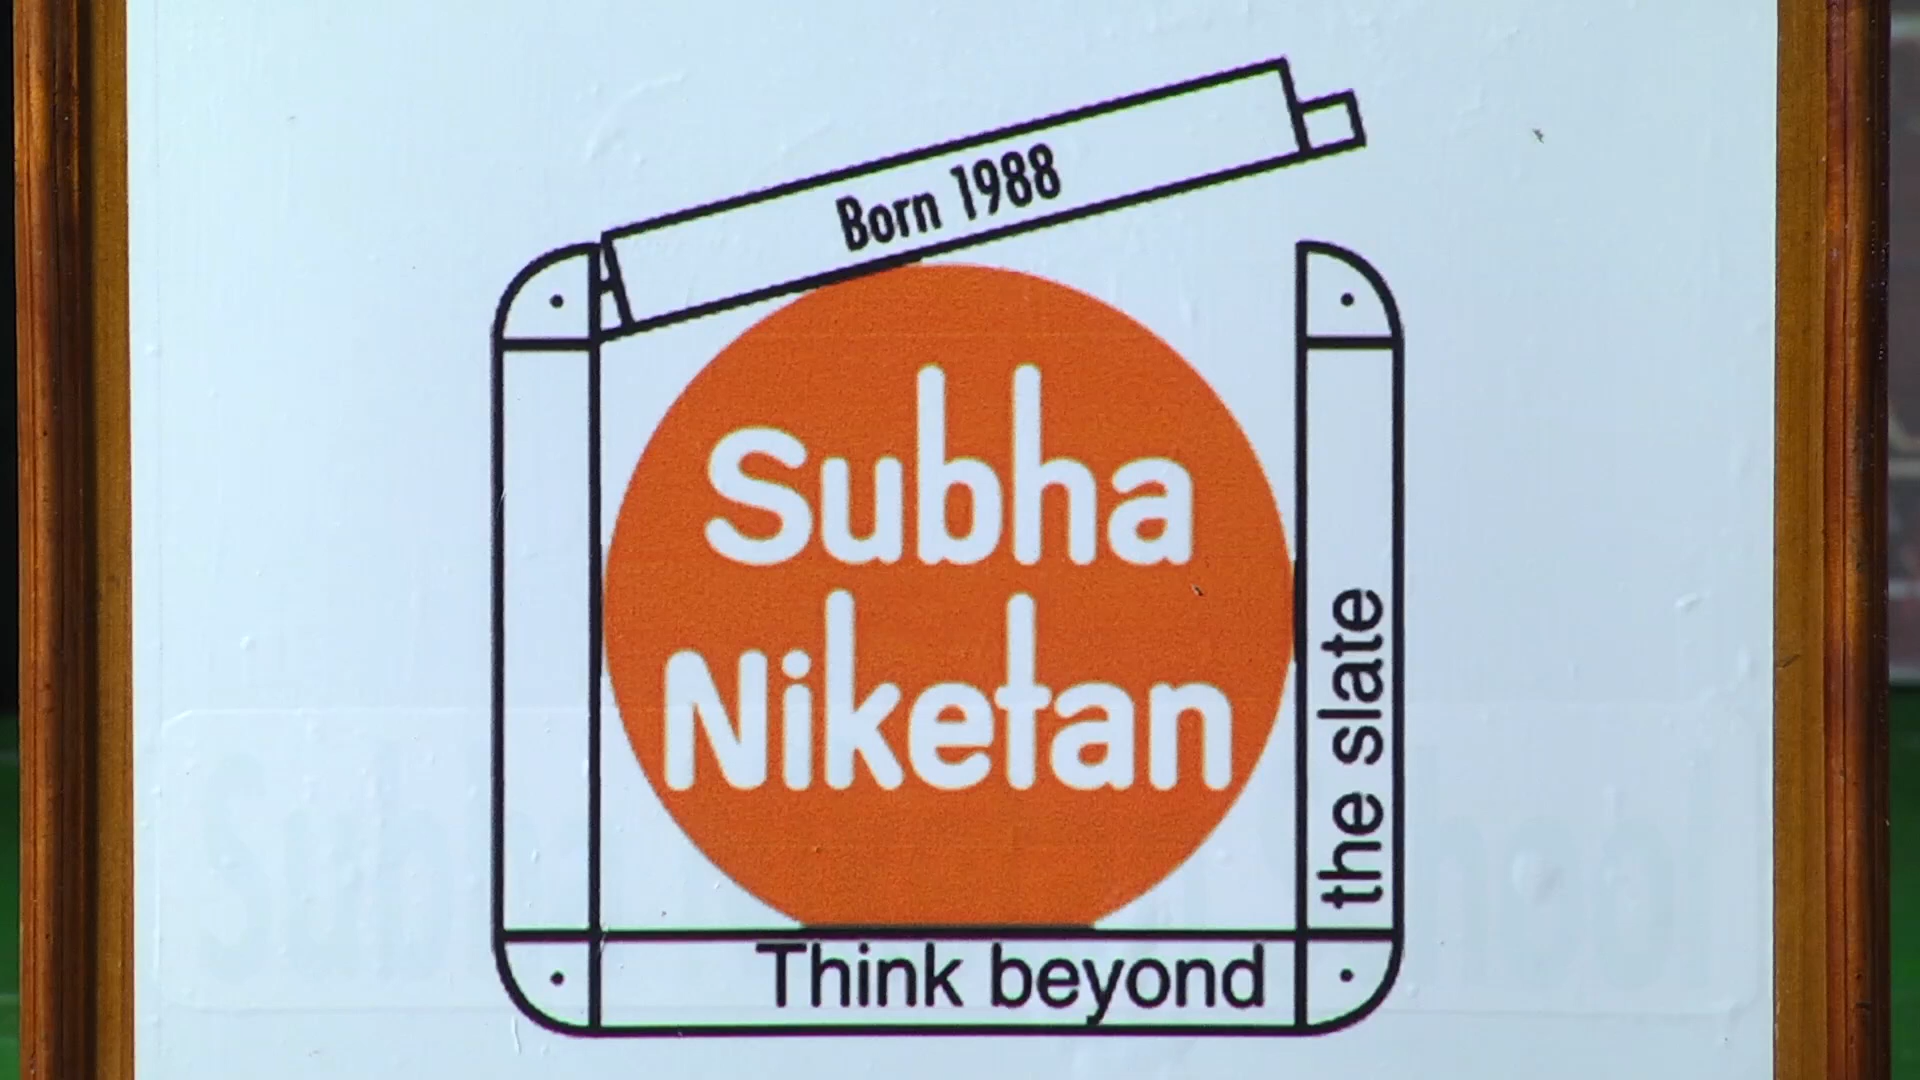 Born 1988
Subha
Niketan
Think beyond
the slate